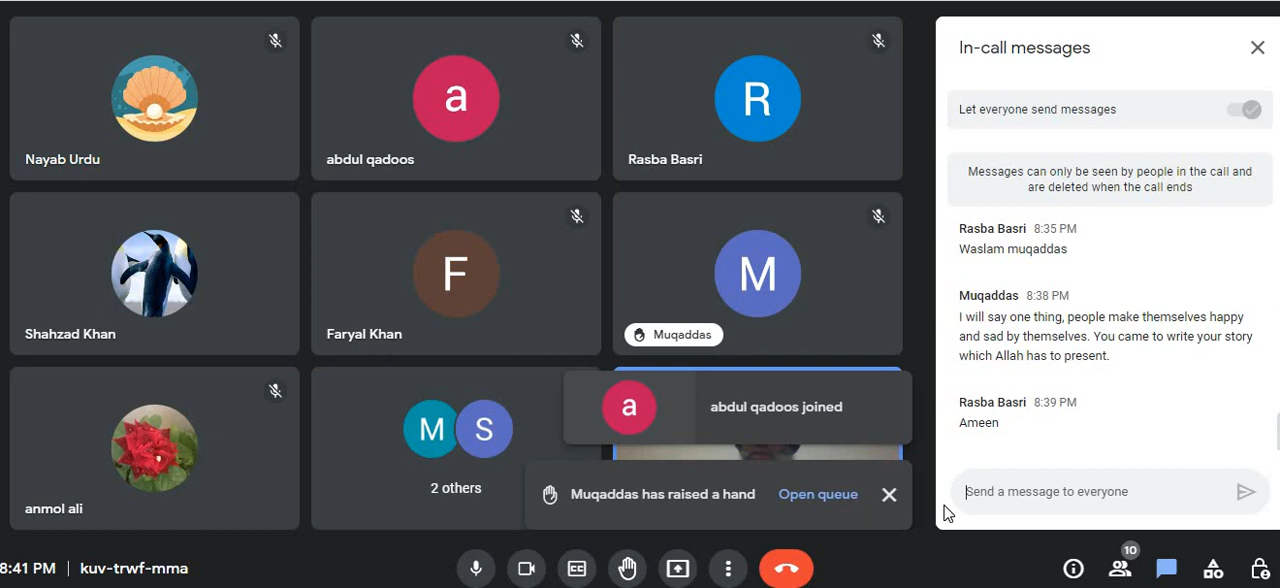 Nayab Urdu
a
abdul qadoos
R
Rasba Basri
Shahzad Khan
F
Faryal Khan
M
Muqaddas
anmol ali
M S
2 others
a
abdul qadoos joined
Muqaddas has raised a hand Open queue
In-call messages
Let everyone send messages
Messages can only be seen by people in the call and
are deleted when the call ends
Rasba Basri 8:35 PM
Waslam muqaddas
Muqaddas 8:38 PM
I will say one thing, people make themselves happy
and sad by themselves. You came to write your story
which Allah has to present.
Rasba Basri 8:39 PM
Ameen
Send a message to everyone
8:41 PM | kuv-trwf-mma
CC
10